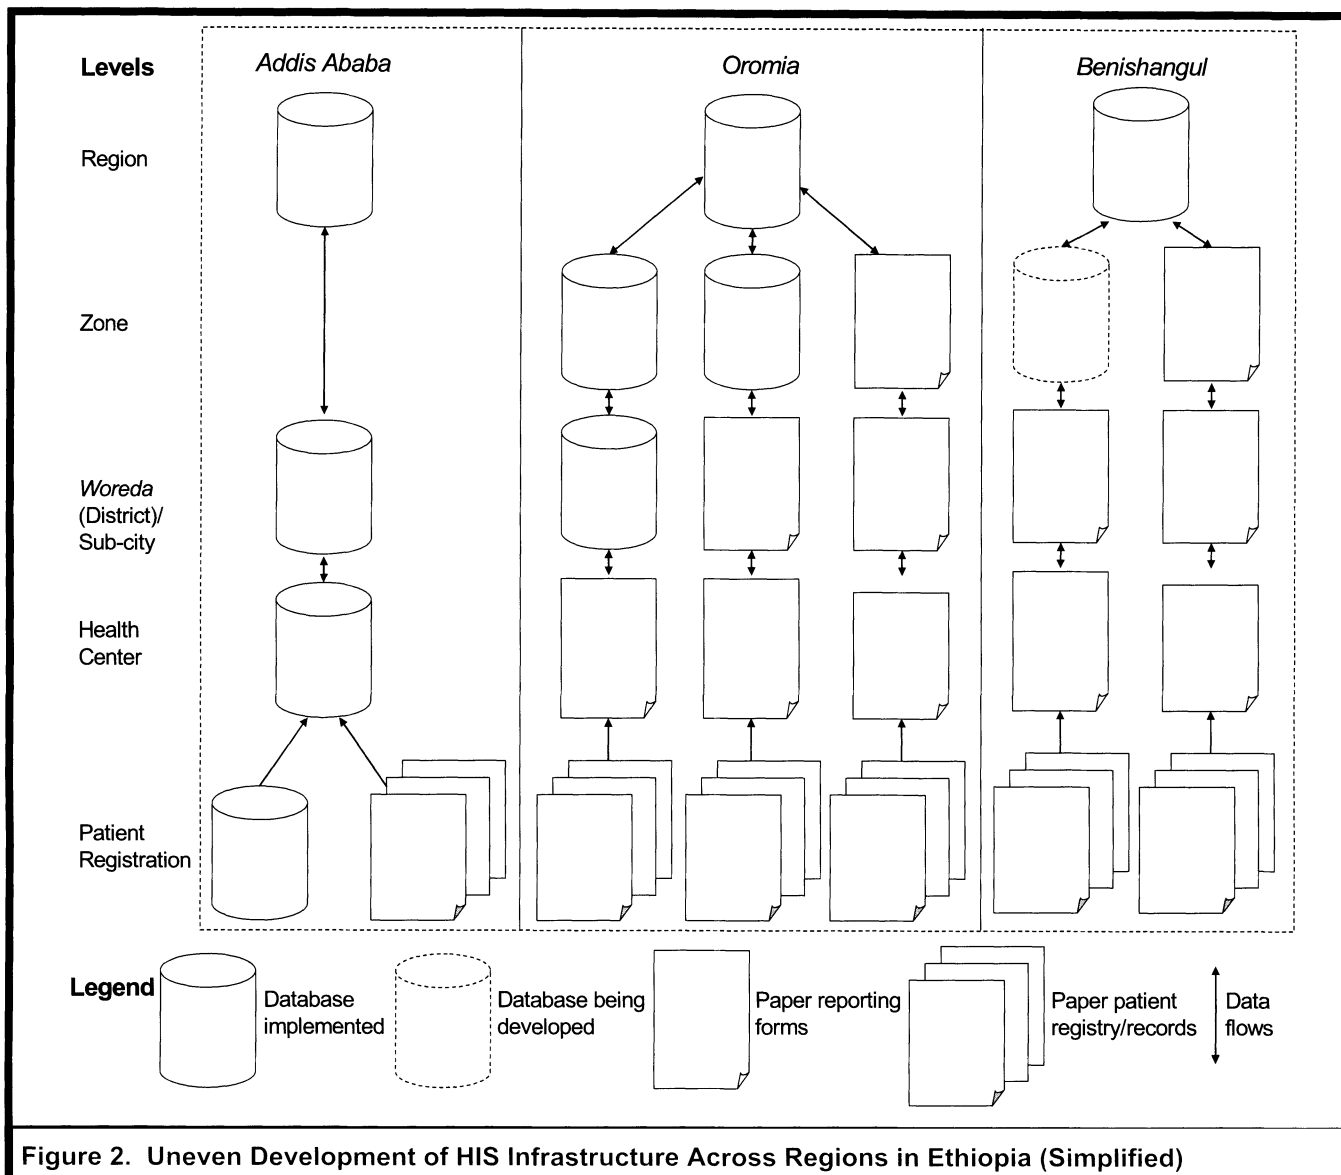 Levels
Addis Ababa
Oromia
Benishangul
Region
Zone
Woreda
(District)/
Sub-city
Health
Center
Patient
Registration
Legend
Database
implemented
Database being
developed
Paper reporting
forms
Paper patient
registry/records
Data
flows
Figure 2. Uneven Development of HIS Infrastructure Across Regions in Ethiopia (Simplified)